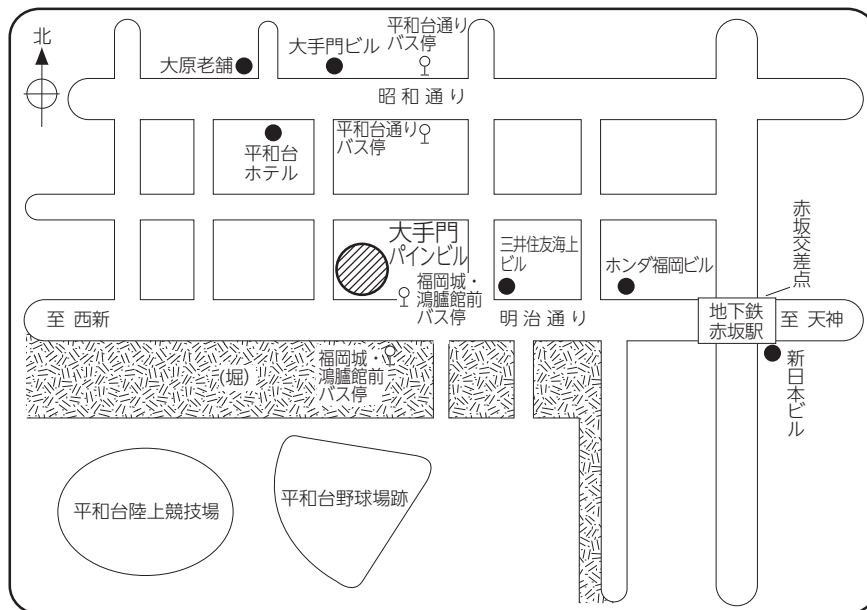 北
平和台通り
バス停
大手門ビル
大原老舗
昭和通り
平和台通り
バス停
平和台
ホテル
赤坂交差点
大手門
パインビル
三井住友海上
ビル
ホンダ福岡ビル
福岡城・
鴻臚館前
バス停
至 西新
明治通り
地下鉄
赤坂駅
至 天神
(堀)
福岡城・
鴻臚館前
バス停
新日本ビル
平和台陸上競技場
平和台野球場跡